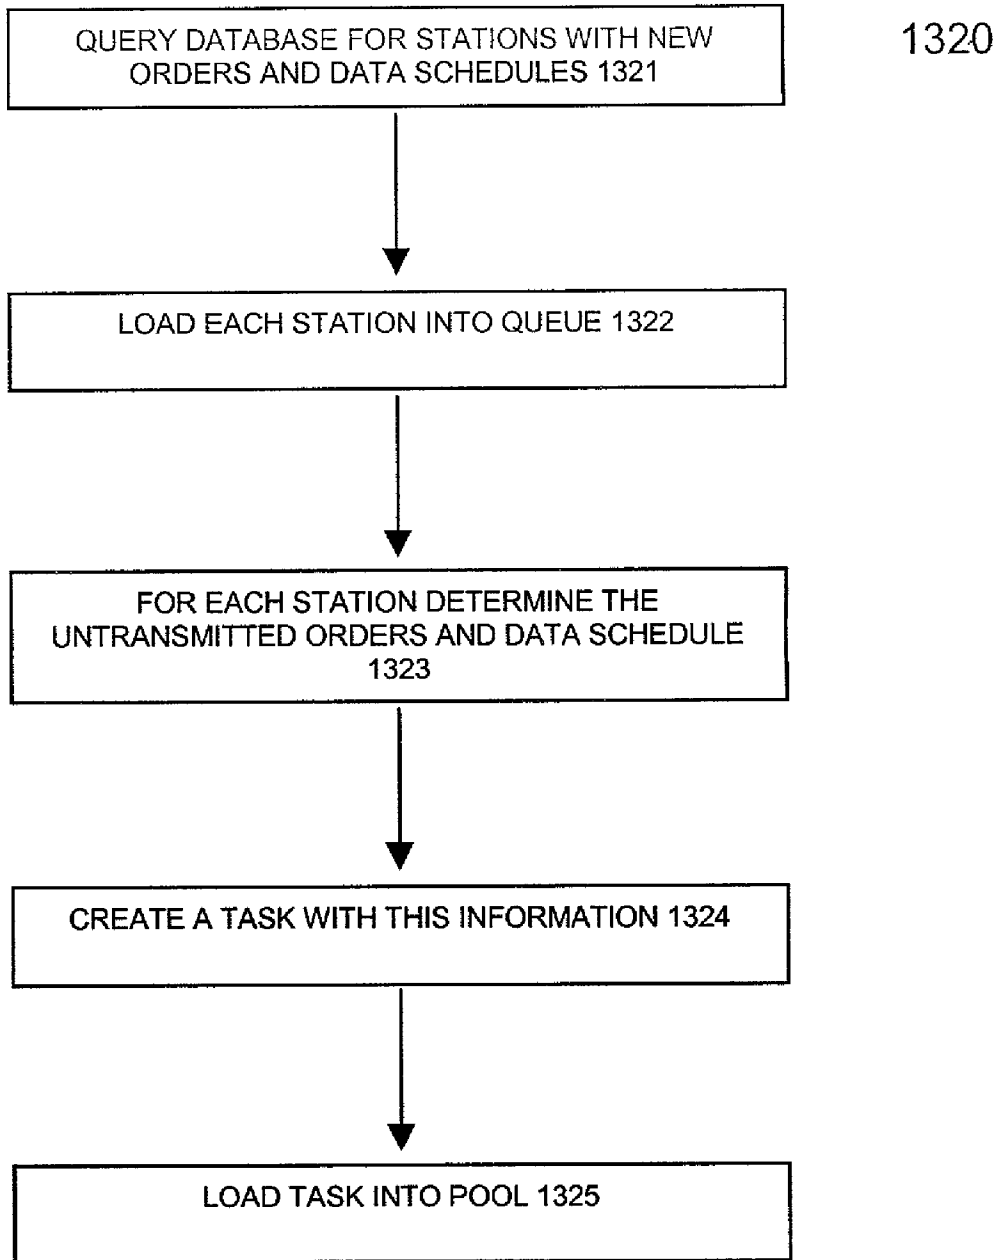 QUERY DATABASE FOR STATIONS WITH NEW
ORDERS AND DATA SCHEDULES 1321
1320
LOAD EACH STATION INTO QUEUE 1322
FOR EACH STATION DETERMINE THE
UNTRANSMITTED ORDERS AND DATA SCHEDULE
1323
CREATE A TASK WITH THIS INFORMATION 1324
LOAD TASK INTO POOL 1325